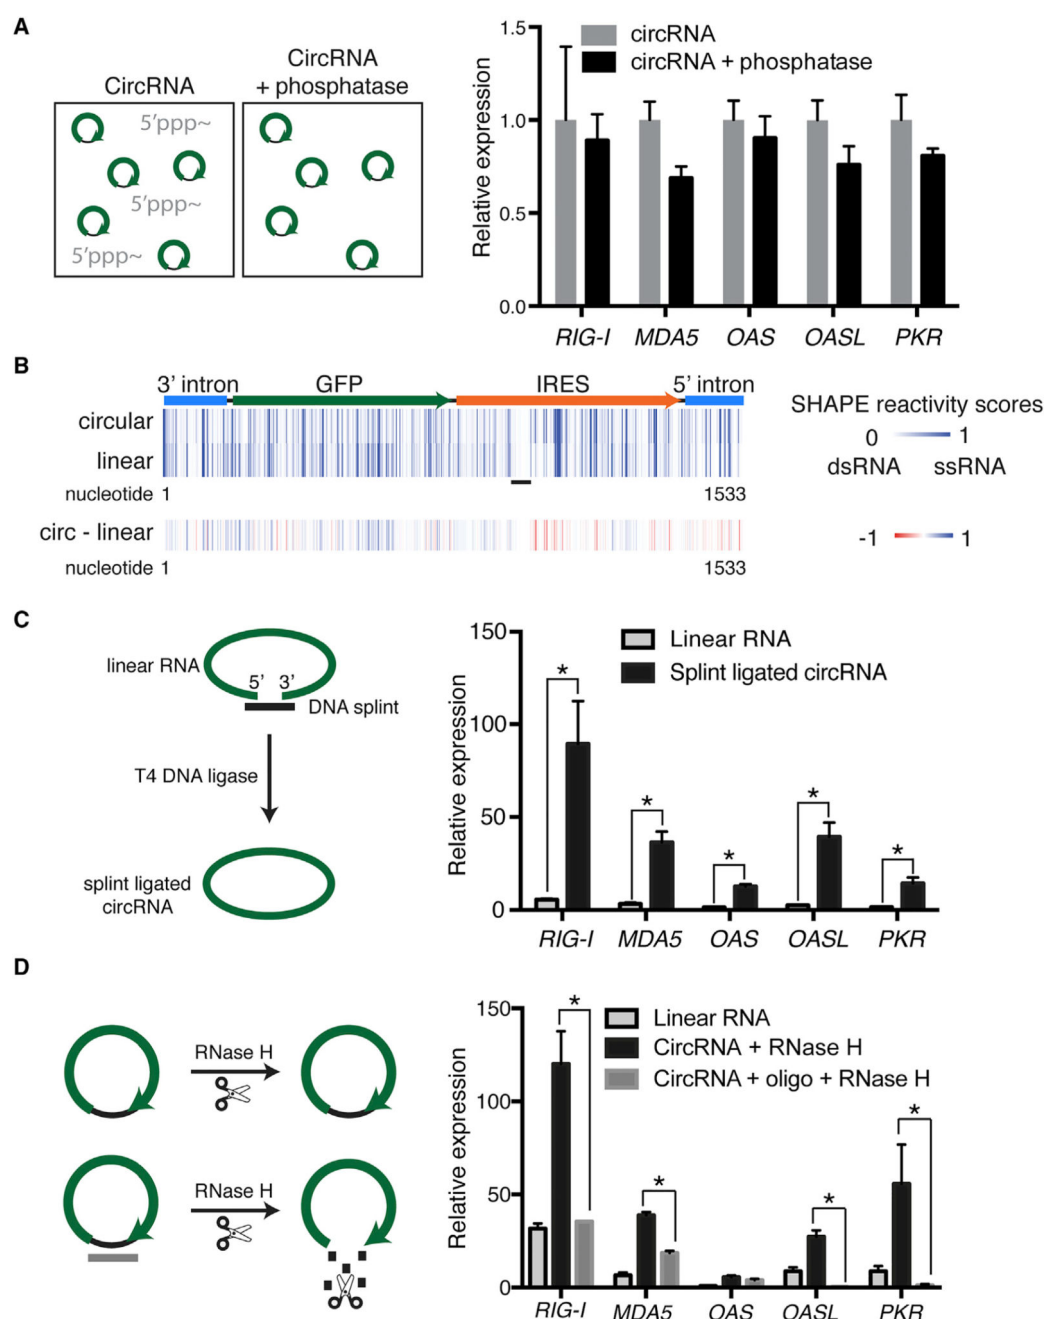 A
CircRNA
CircRNA
+ phosphatase
5'ppp~
5'ppp~
5'ppp~
circRNA
circRNA + phosphatase
Relative expression
1.5
1.0
0.5
0.0
RIG-I MDA5 OAS OASL PKR
B
3' intron GFP IRES 5' intron
circular
linear
nucleotide 1 1533
circ - linear
nucleotide 1 1533
SHAPE reactivity scores
0 1
dsRNA ssRNA
-1 1
C
linear RNA
5' 3'
DNA splint
T4 DNA ligase
splint ligated
circRNA
Linear RNA
Splint ligated circRNA
Relative expression
150
100
50
0
* * * * *
RIG-I MDA5 OAS OASL PKR
D
RNase H
RNase H
Linear RNA
CircRNA + RNase H
CircRNA + oligo + RNase H
Relative expression
150
100
50
0
* * * *
RIG-I MDA5 OAS OASL PKR